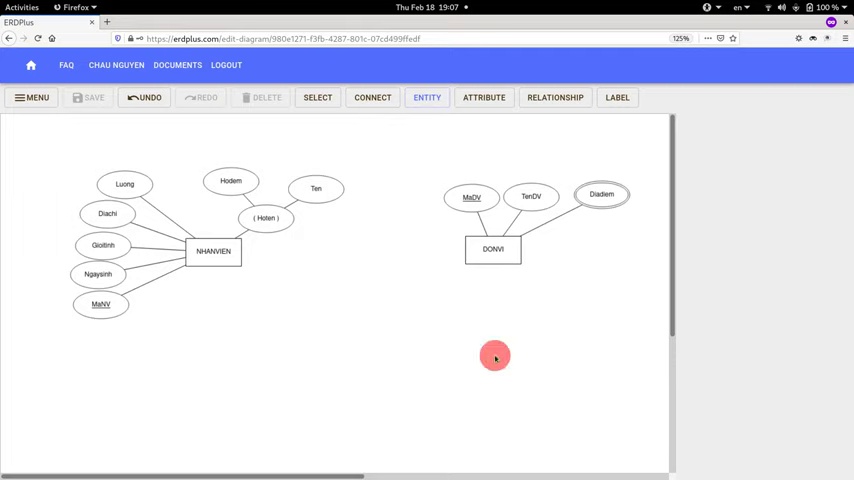 Activities Firefox Thu Feb 18 19:07 en 100 %
ERDPlus
https://erdplus.com/edit-diagram/980e1271-f3fb-4287-801c-07cd499ffedf 125%
FAQ CHAU NGUYEN DOCUMENTS LOGOUT
MENU SAVE UNDO REDO DELETE SELECT CONNECT ENTITY ATTRIBUTE RELATIONSHIP LABEL
Luong Hodem Ten
MaDV TenDV Diadiem
Diachi ( Hoten )
Gioitinh NHANVIEN DONVI
Ngaysinh
MaNV